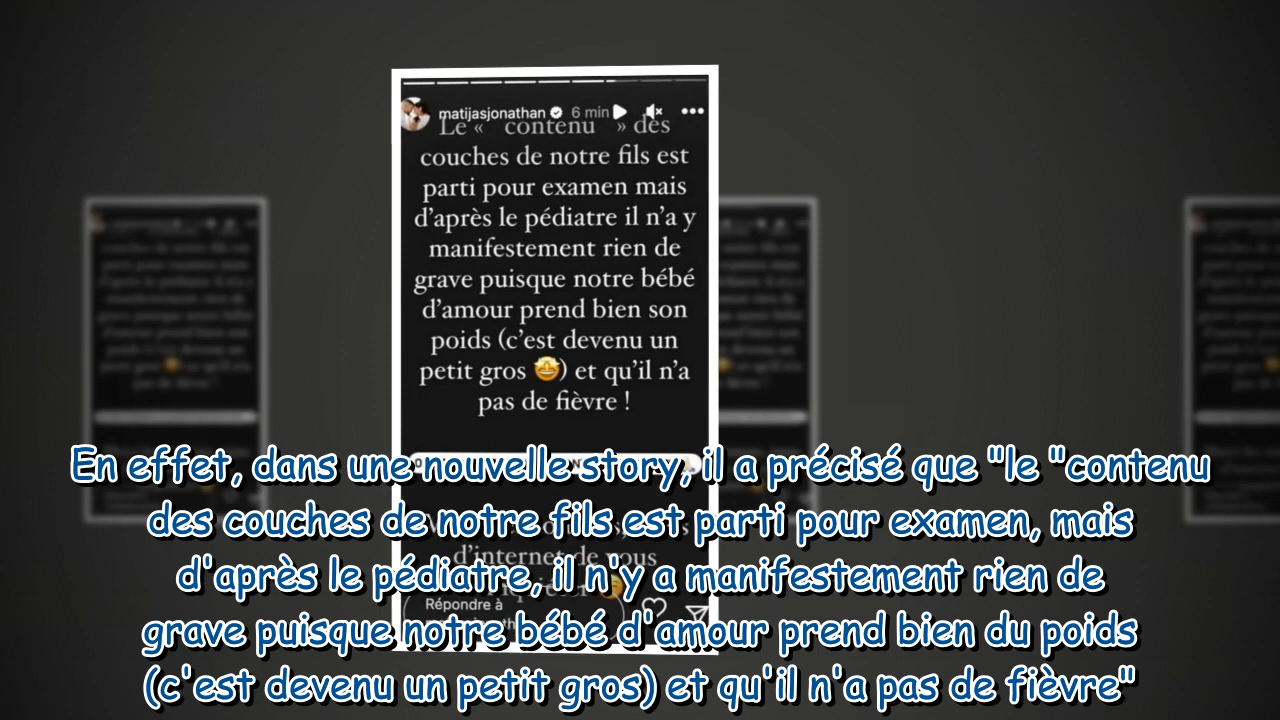 matijasjonathan 6 min
Le « contenu » des
couches de notre fils est
parti pour examen mais
d'après le pédiatre il n'a y
manifestement rien de
grave puisque notre bébé
d'amour prend bien son
poids (c'est devenu un
petit gros 🤩) et qu'il n'a
pas de fièvre !
En effet, dans une nouvelle story, il a précisé que "le "contenu
des couches de notre fils est parti pour examen, mais
d'après le pédiatre, il n'y a manifestement rien de
grave puisque notre bébé d'amour prend bien du poids
(c'est devenu un petit gros) et qu'il n'a pas de fièvre"
d'internet de vous
Répondre à